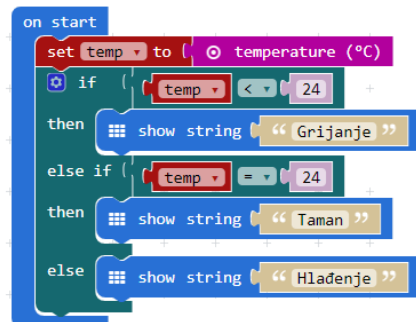 on start
set temp to temperature (°C)
if temp < 24
then show string “ Grijanje ”
else if temp = 24
then show string “ Taman ”
else show string “ Hlađenje ”